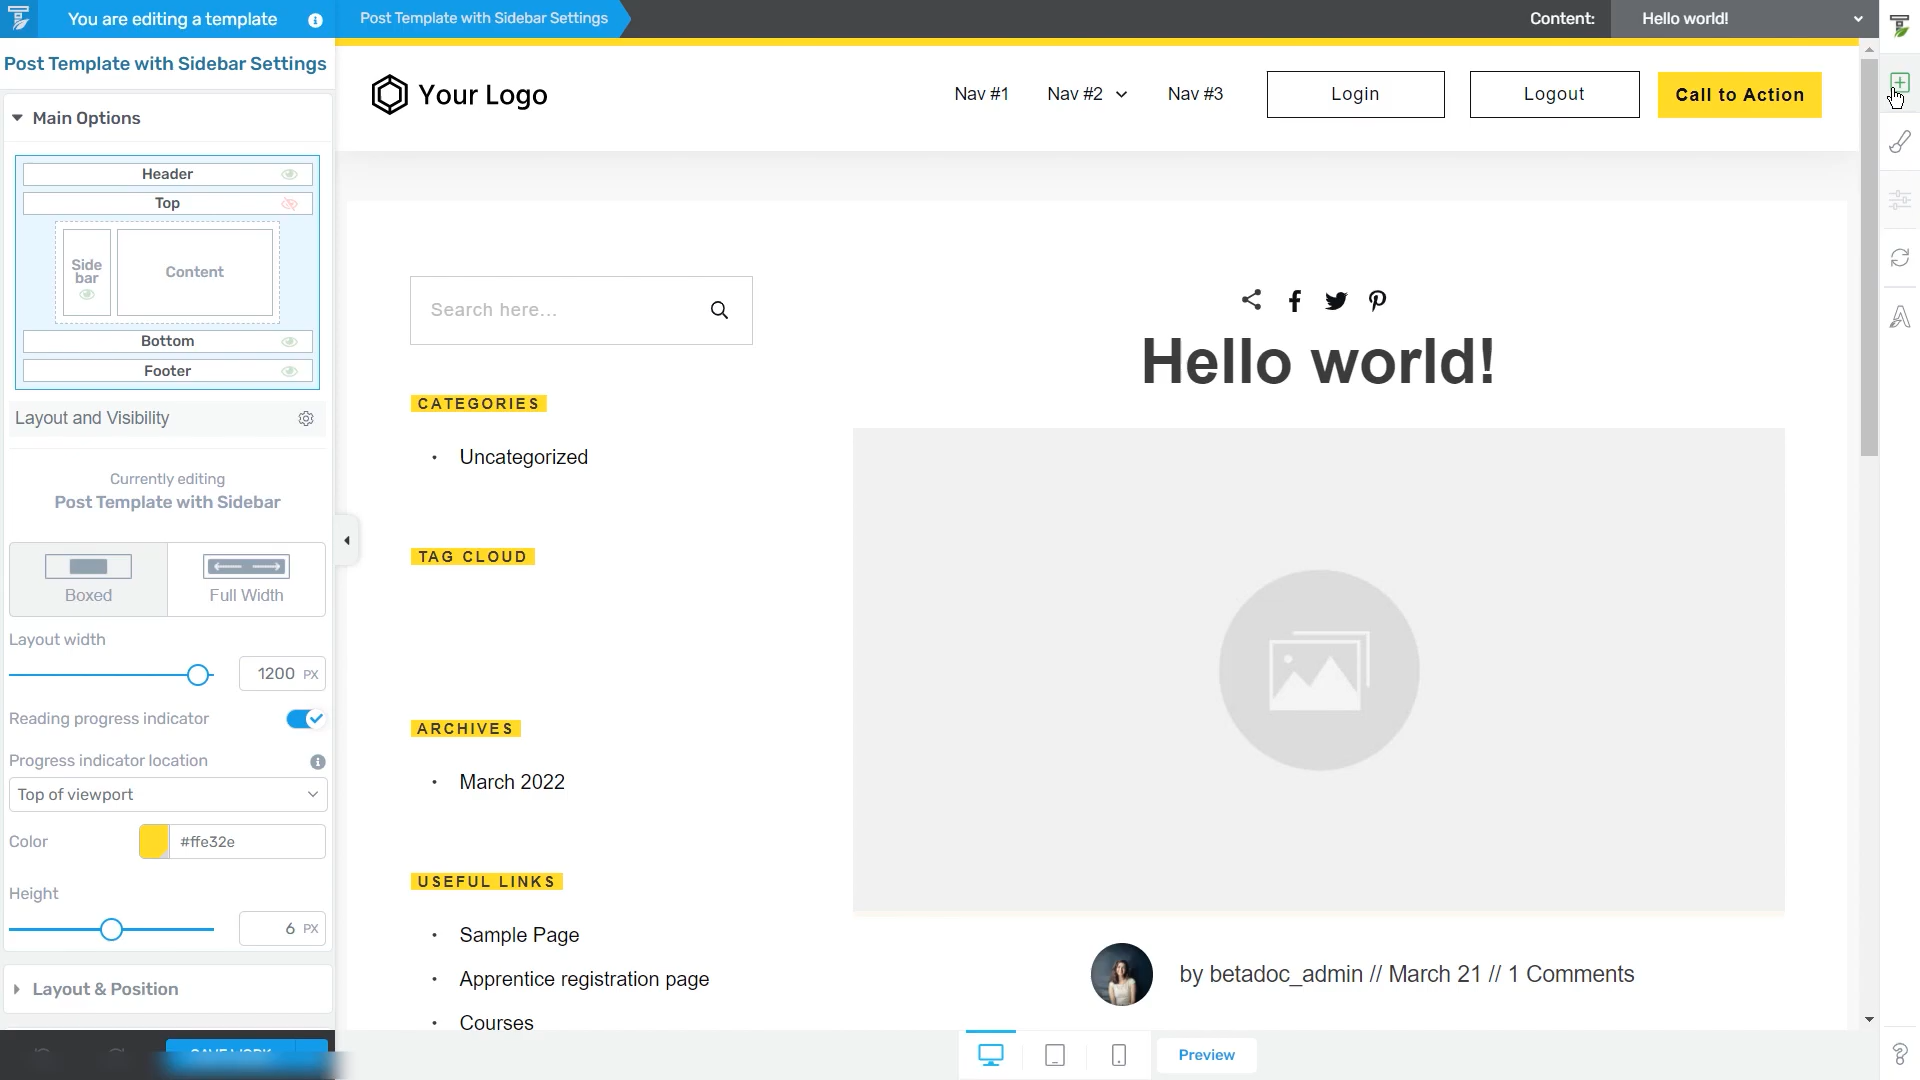 You are editing a template
Post Template with Sidebar Settings
Content:
Hello world!
Post Template with Sidebar Settings
Main Options
Header
Top
Side
bar
Content
Bottom
Footer
Layout and Visibility
Currently editing
Post Template with Sidebar
Boxed
Full Width
Layout width
1200 PX
Reading progress indicator
Progress indicator location
Top of viewport
Color
#ffe32e
Height
6 PX
Layout & Position
Your Logo
Nav #1
Nav #2
Nav #3
Login
Logout
Call to Action
Search here...
CATEGORIES
Uncategorized
TAG CLOUD
ARCHIVES
March 2022
USEFUL LINKS
Sample Page
Apprentice registration page
Courses
Hello world!
by betadoc_admin // March 21 // 1 Comments
Preview